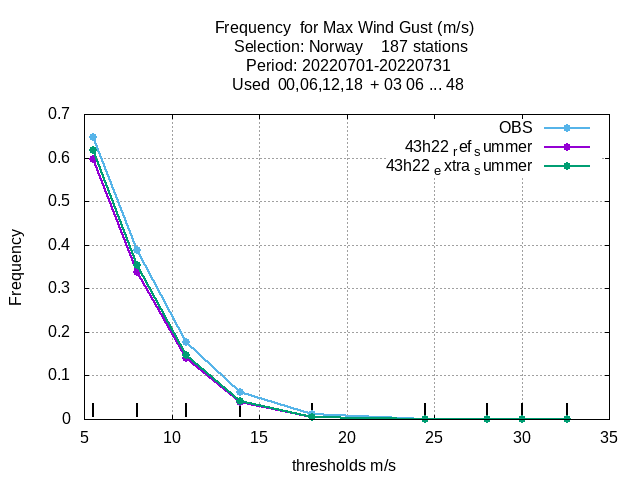 Frequency  for Max Wind Gust (m/s)
Selection: Norway    187 stations
Period: 20220701-20220731
Used  00,06,12,18  + 03 06 ... 48
0.7
0.6
0.5
0.4
0.3
0.2
0.1
0
Frequency
OBS
43h22 ref summer
43h22 extra summer
5 10 15 20 25 30 35
thresholds m/s